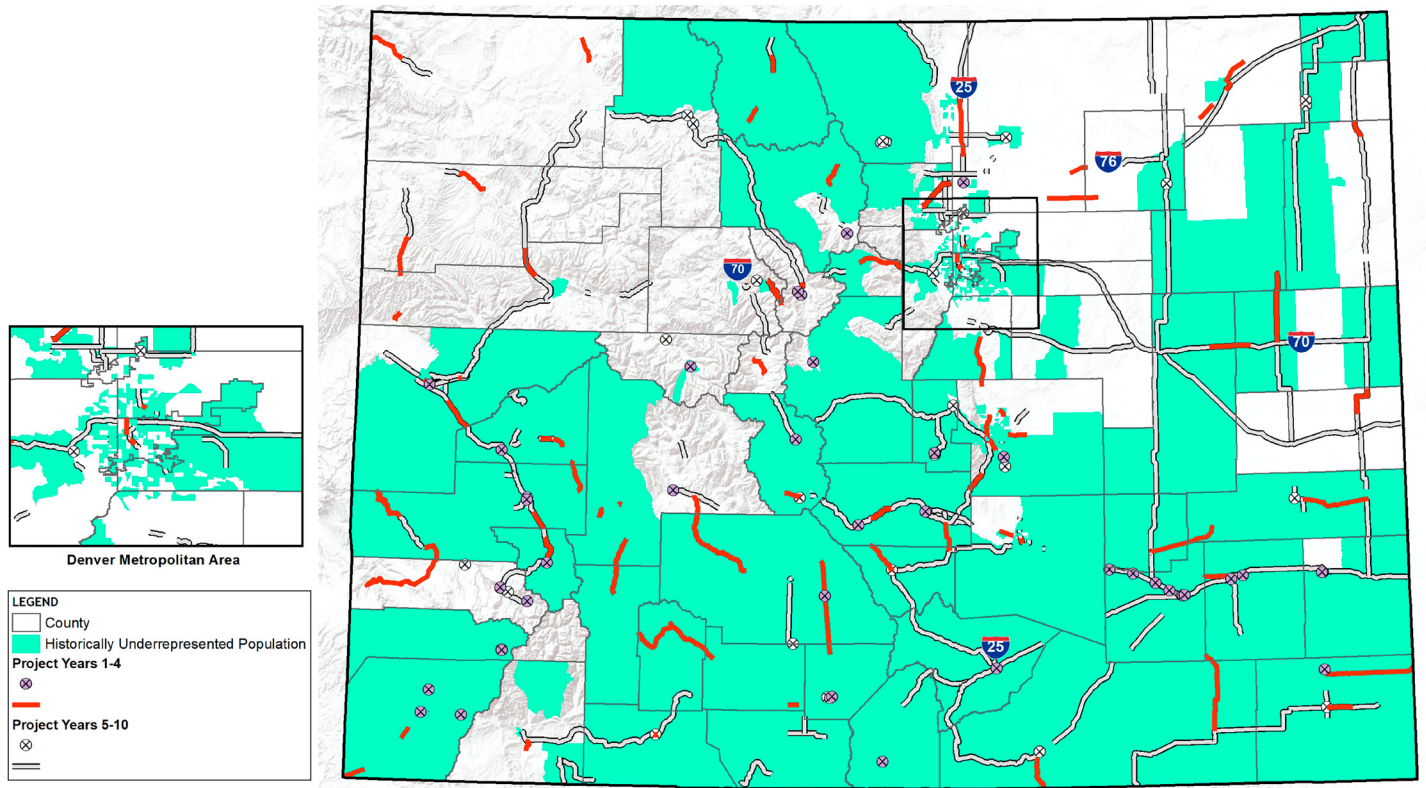 25
76
70
70
25
Denver Metropolitan Area
LEGEND
County
Historically Underrepresented Population
Project Years 1-4
Project Years 5-10